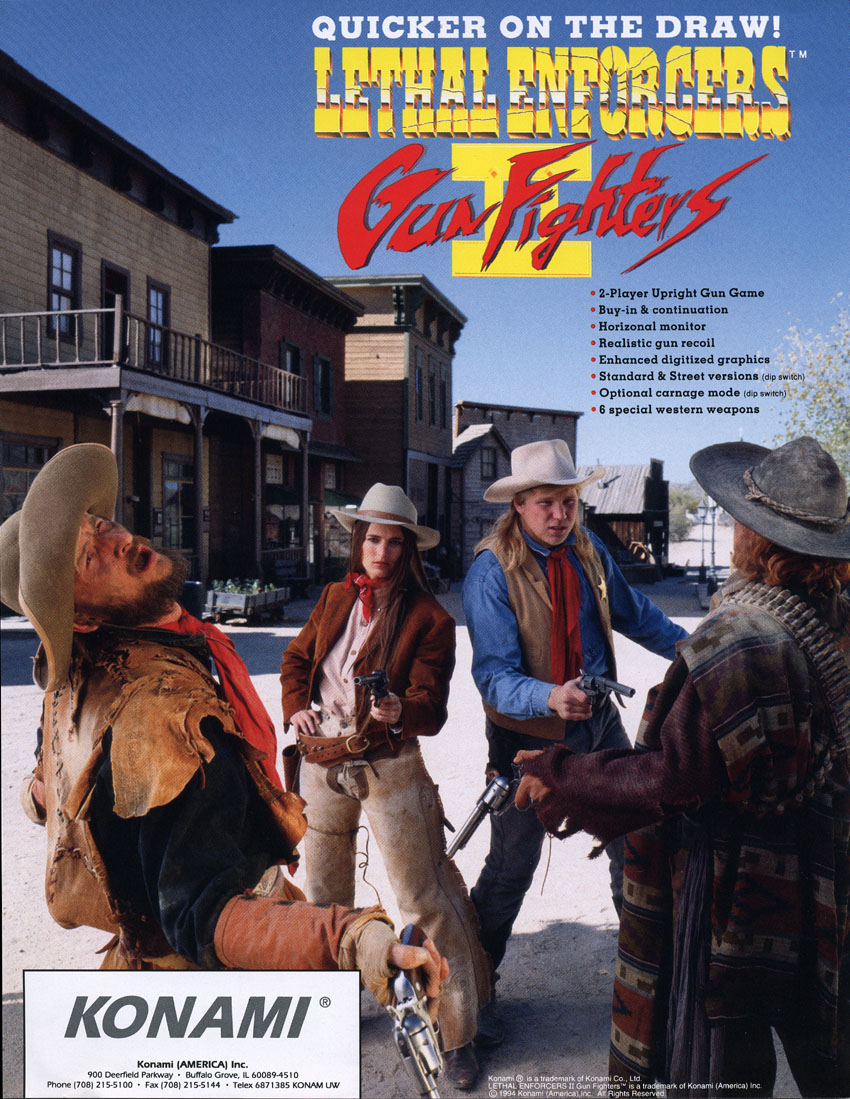 QUICKER ON THE DRAW!
LETHAL ENFORCERS™
II
Gun Fighters
• 2-Player Upright Gun Game
• Buy-in & continuation
• Horizonal monitor
• Realistic gun recoil
• Enhanced digitized graphics
• Standard & Street versions (dip switch)
• Optional carnage mode (dip switch)
• 6 special western weapons
KONAMI®
Konami (AMERICA) Inc.
900 Deerfield Parkway • Buffalo Grove, IL 60089-4510
Phone (708) 215-5100 • Fax (708) 215-5144 • Telex 6871385 KONAM UW
Konami ® is a trademark of Konami Co., Ltd.
LETHAL ENFORCERS II Gun Fighters™ is a trademark of Konami (America) Inc.
© 1994 Konami (America) Inc. All Rights Reserved